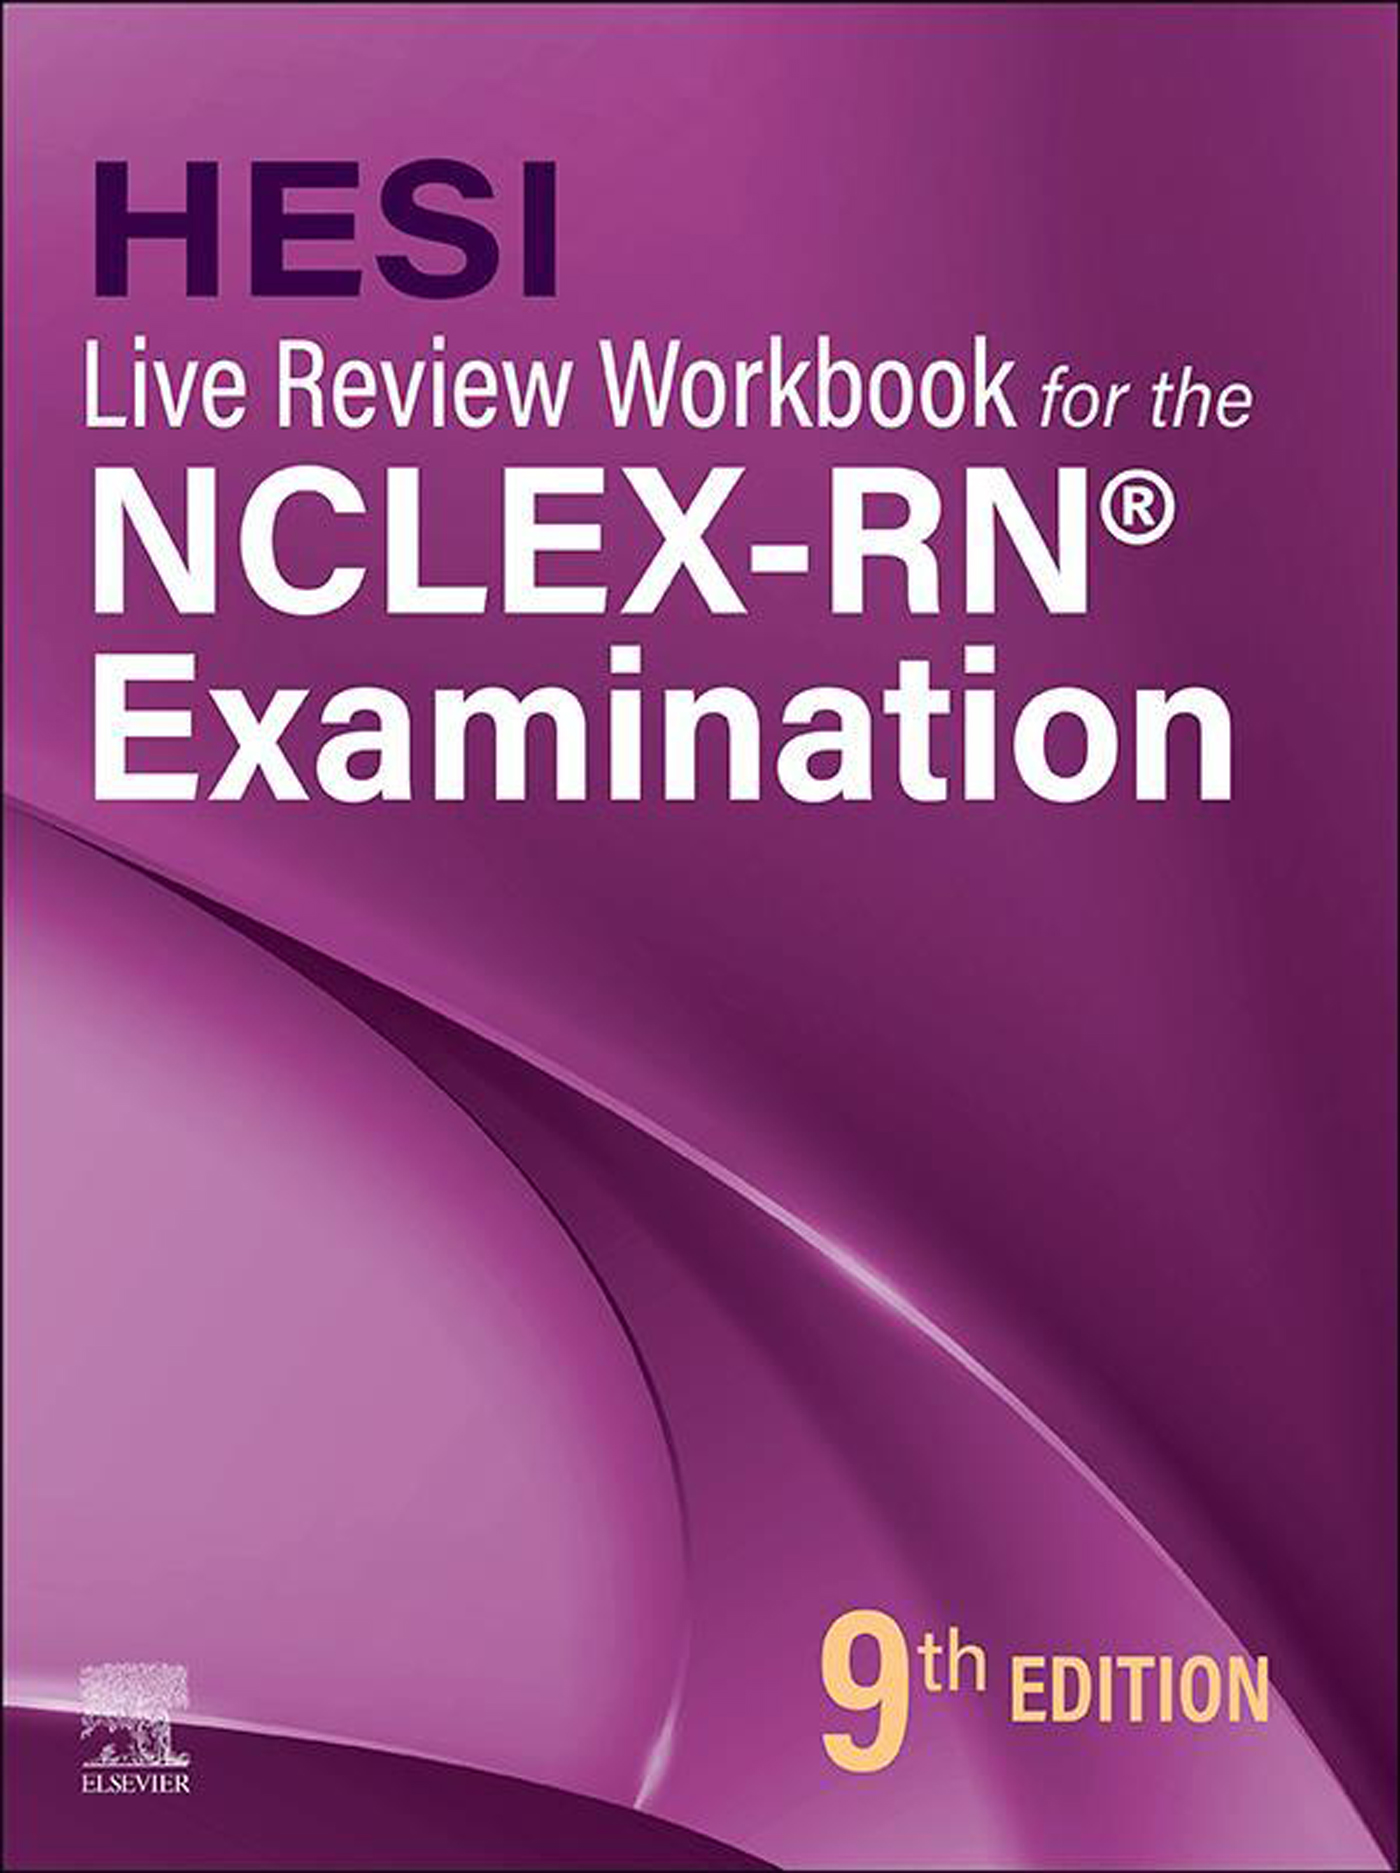 HESI
Live Review Workbook for the
NCLEX-RN®
Examination
9th EDITION
ELSEVIER